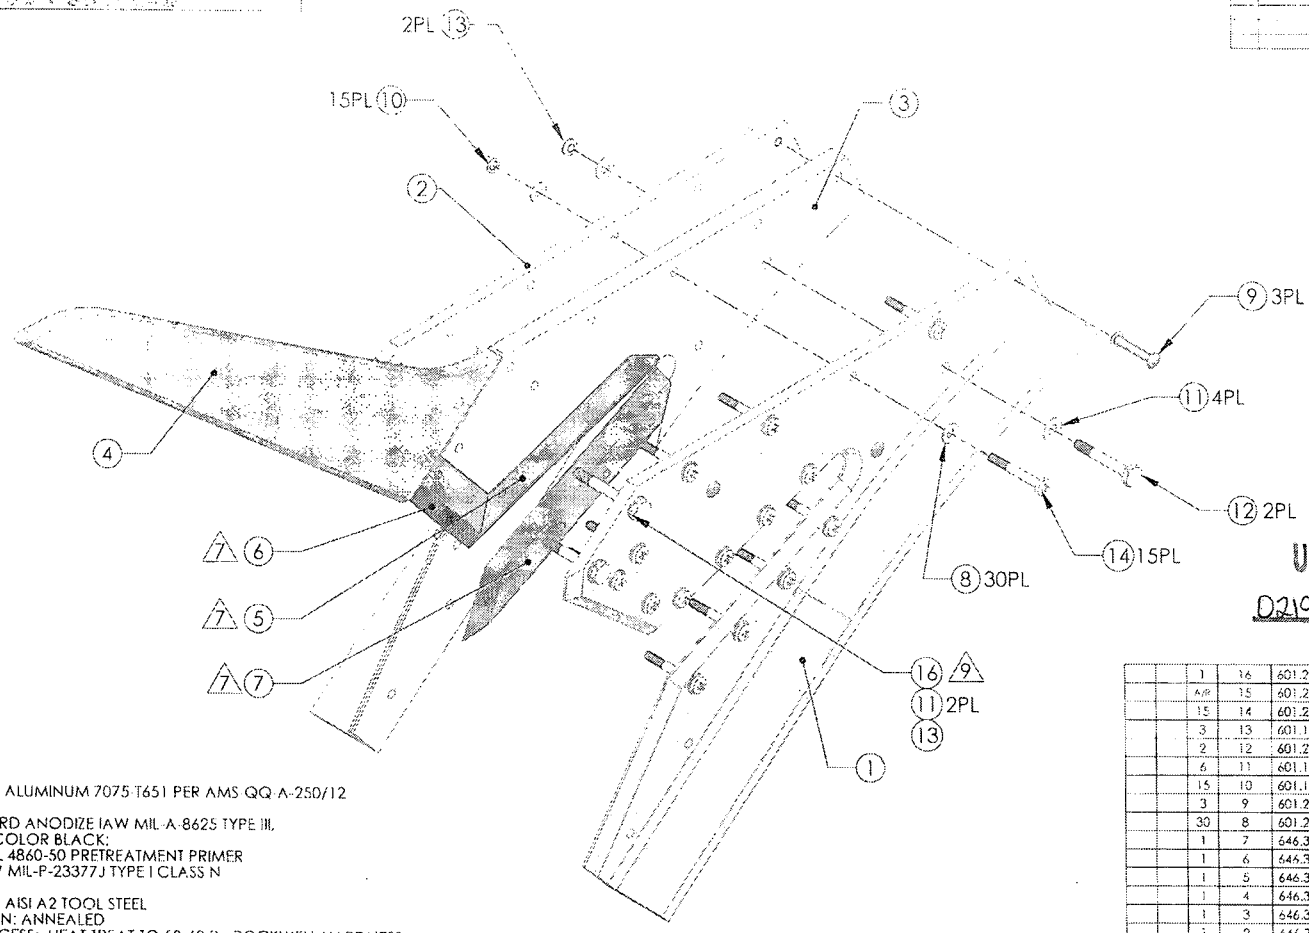 2PL 13
15PL 10
3
2
9 3PL
11 4PL
4
12 2PL
14 15PL
7 6
8 30PL
7 5
7 7
16 9
11 2PL
13
1
ALUMINUM 7075-T651 PER AMS QQ-A-250/12
RD ANODIZE IAW MIL-A-8625 TYPE III,
COLOR BLACK:
4860-50 PRETREATMENT PRIMER
MIL-P-23377J TYPE I CLASS N
AISI A2 TOOL STEEL
N: ANNEALED
1 16 601.2
A/R 15 601.2
15 14 601.2
3 13 601.1
2 12 601.2
6 11 601.1
15 10 601.1
3 9 601.2
30 8 601.2
1 7 646.3
1 6 646.3
1 5 646.3
1 4 646.3
1 3 646.3